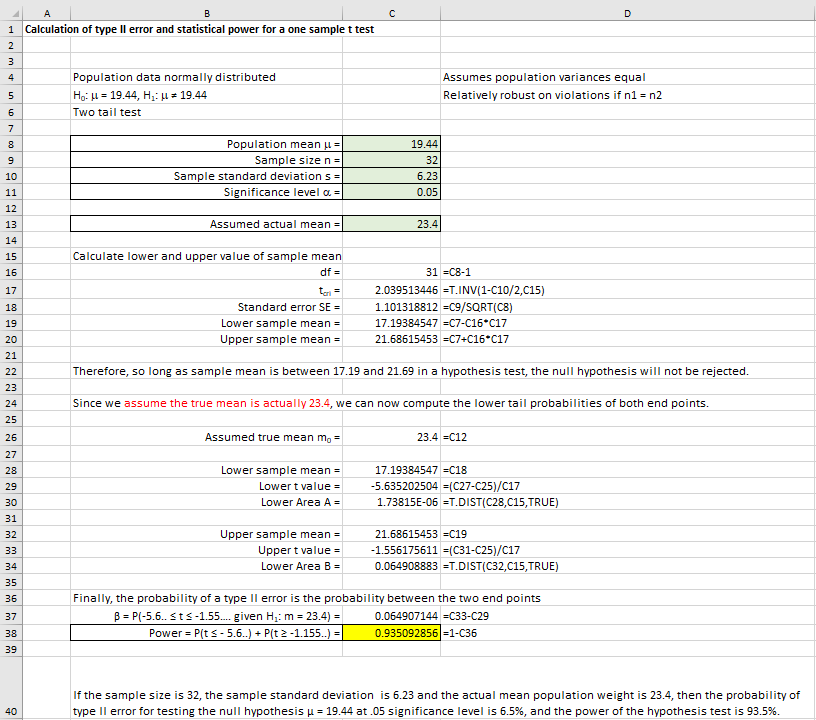 A B C D
1 Calculation of type II error and statistical power for a one sample t test
2
3
4 Population data normally distributed Assumes population variances equal
5 H₀: μ = 19.44, H₁: μ ≠ 19.44 Relatively robust on violations if n1 = n2
6 Two tail test
7
8 Population mean μ = 19.44
9 Sample size n = 32
10 Sample standard deviation s = 6.23
11 Significance level α = 0.05
12
13 Assumed actual mean = 23.4
14
15 Calculate lower and upper value of sample mean
16 df = 31 =C8-1
17 t_cri = 2.039513446 =T.INV(1-C10/2,C15)
18 Standard error SE = 1.101318812 =C9/SQRT(C8)
19 Lower sample mean = 17.19384547 =C7-C16*C17
20 Upper sample mean = 21.68615453 =C7+C16*C17
21
22 Therefore, so long as sample mean is between 17.19 and 21.69 in a hypothesis test, the null hypothesis will not be rejected.
23
24 Since we assume the true mean is actually 23.4, we can now compute the lower tail probabilities of both end points.
25
26 Assumed true mean m₀ = 23.4 =C12
27
28 Lower sample mean = 17.19384547 =C18
29 Lower t value = -5.635202504 =(C27-C25)/C17
30 Lower Area A = 1.73815E-06 =T.DIST(C28,C15,TRUE)
31
32 Upper sample mean = 21.68615453 =C19
33 Upper t value = -1.556175611 =(C31-C25)/C17
34 Lower Area B = 0.064908883 =T.DIST(C32,C15,TRUE)
35
36 Finally, the probability of a type II error is the probability between the two end points
37 β = P(-5.6.. ≤ t ≤ -1.55.... given H₁: m = 23.4) = 0.064907144 =C33-C29
38 Power = P(t ≤ - 5.6..) + P(t ≥ -1.155..) = 0.935092856 =1-C36
39
If the sample size is 32, the sample standard deviation is 6.23 and the actual mean population weight is 23.4, then the probability of
40 type II error for testing the null hypothesis μ = 19.44 at .05 significance level is 6.5%, and the power of the hypothesis test is 93.5%.